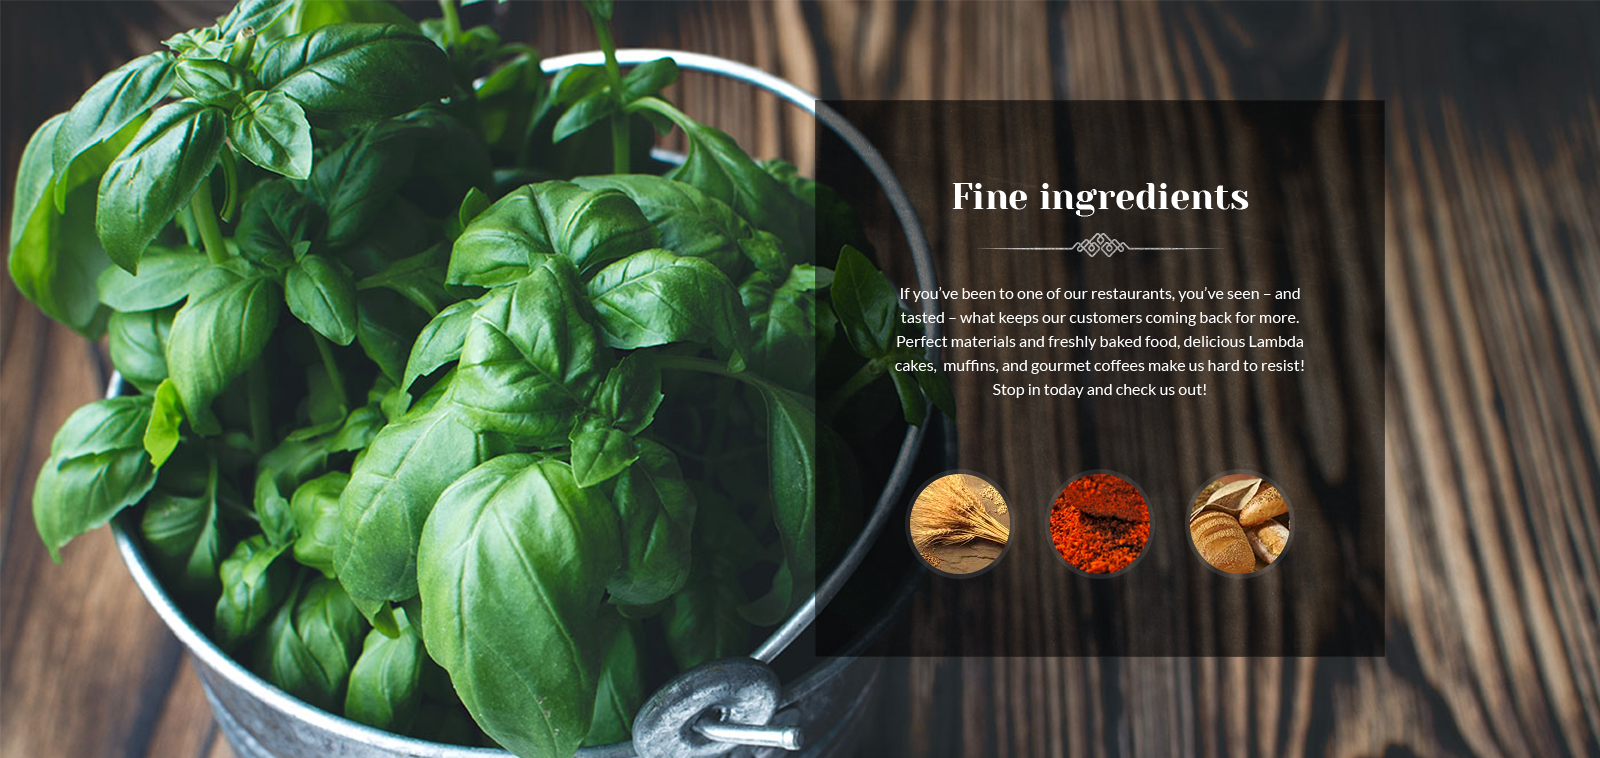 Fine ingredients
If you’ve been to one of our restaurants, you’ve seen – and
tasted – what keeps our customers coming back for more.
Perfect materials and freshly baked food, delicious Lambda
cakes,  muffins, and gourmet coffees make us hard to resist!
Stop in today and check us out!